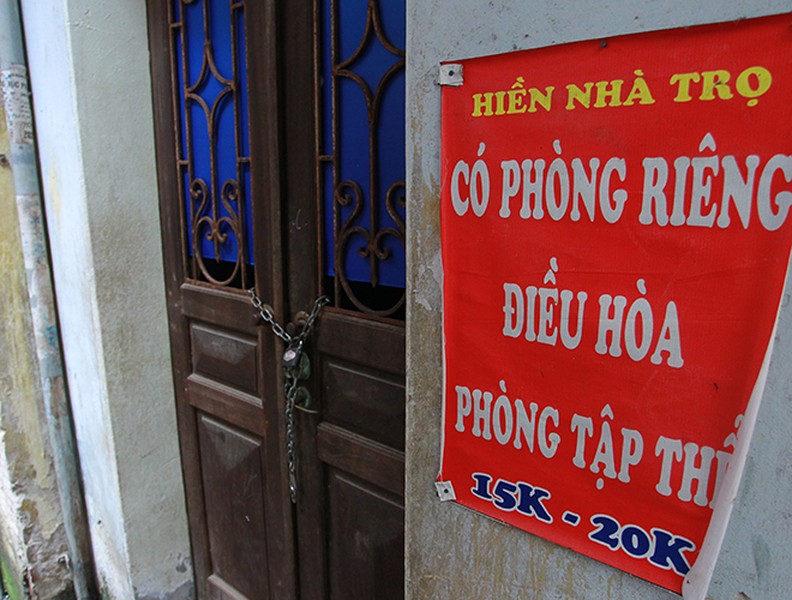 HIỀN NHÀ TRỌ
CÓ PHÒNG RIÊNG
ĐIỀU HÒA
PHÒNG TẬP THỂ
15K - 20K